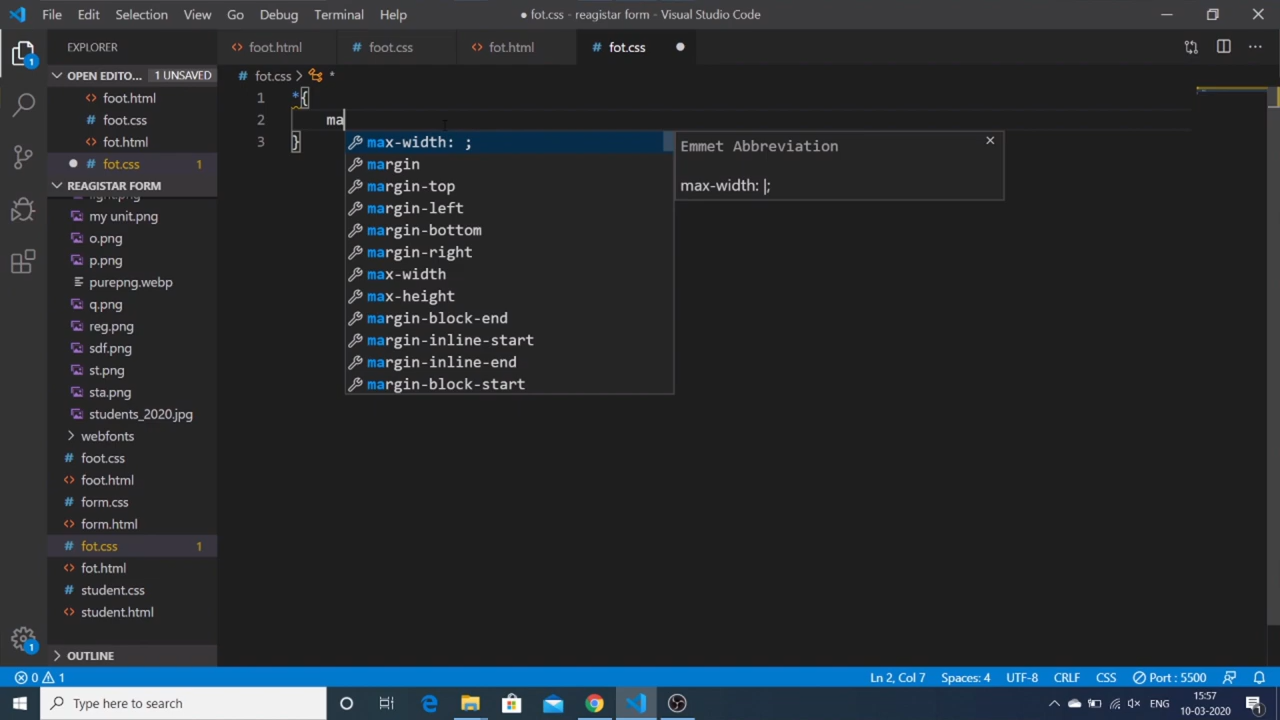 File Edit Selection View Go Debug Terminal Help ● fot.css - reagistar form - Visual Studio Code
EXPLORER
foot.html foot.css fot.html fot.css
OPEN EDITO... 1 UNSAVED
foot.html
foot.css
fot.html
fot.css 1
REAGISTAR FORM
light.png
my unit.png
o.png
p.png
purepng.webp
q.png
reg.png
sdf.png
st.png
sta.png
students_2020.jpg
webfonts
foot.css
foot.html
form.css
form.html
fot.css 1
fot.html
student.css
student.html
OUTLINE
fot.css > *
1 *{
2 ma
3 }
max-width: ;
margin
margin-top
margin-left
margin-bottom
margin-right
max-width
max-height
margin-block-end
margin-inline-start
margin-inline-end
margin-block-start
Emmet Abbreviation
max-width: |;
0 1 Ln 2, Col 7 Spaces: 4 UTF-8 CRLF CSS Port : 5500
Type here to search
ENG 15:57
10-03-2020
1